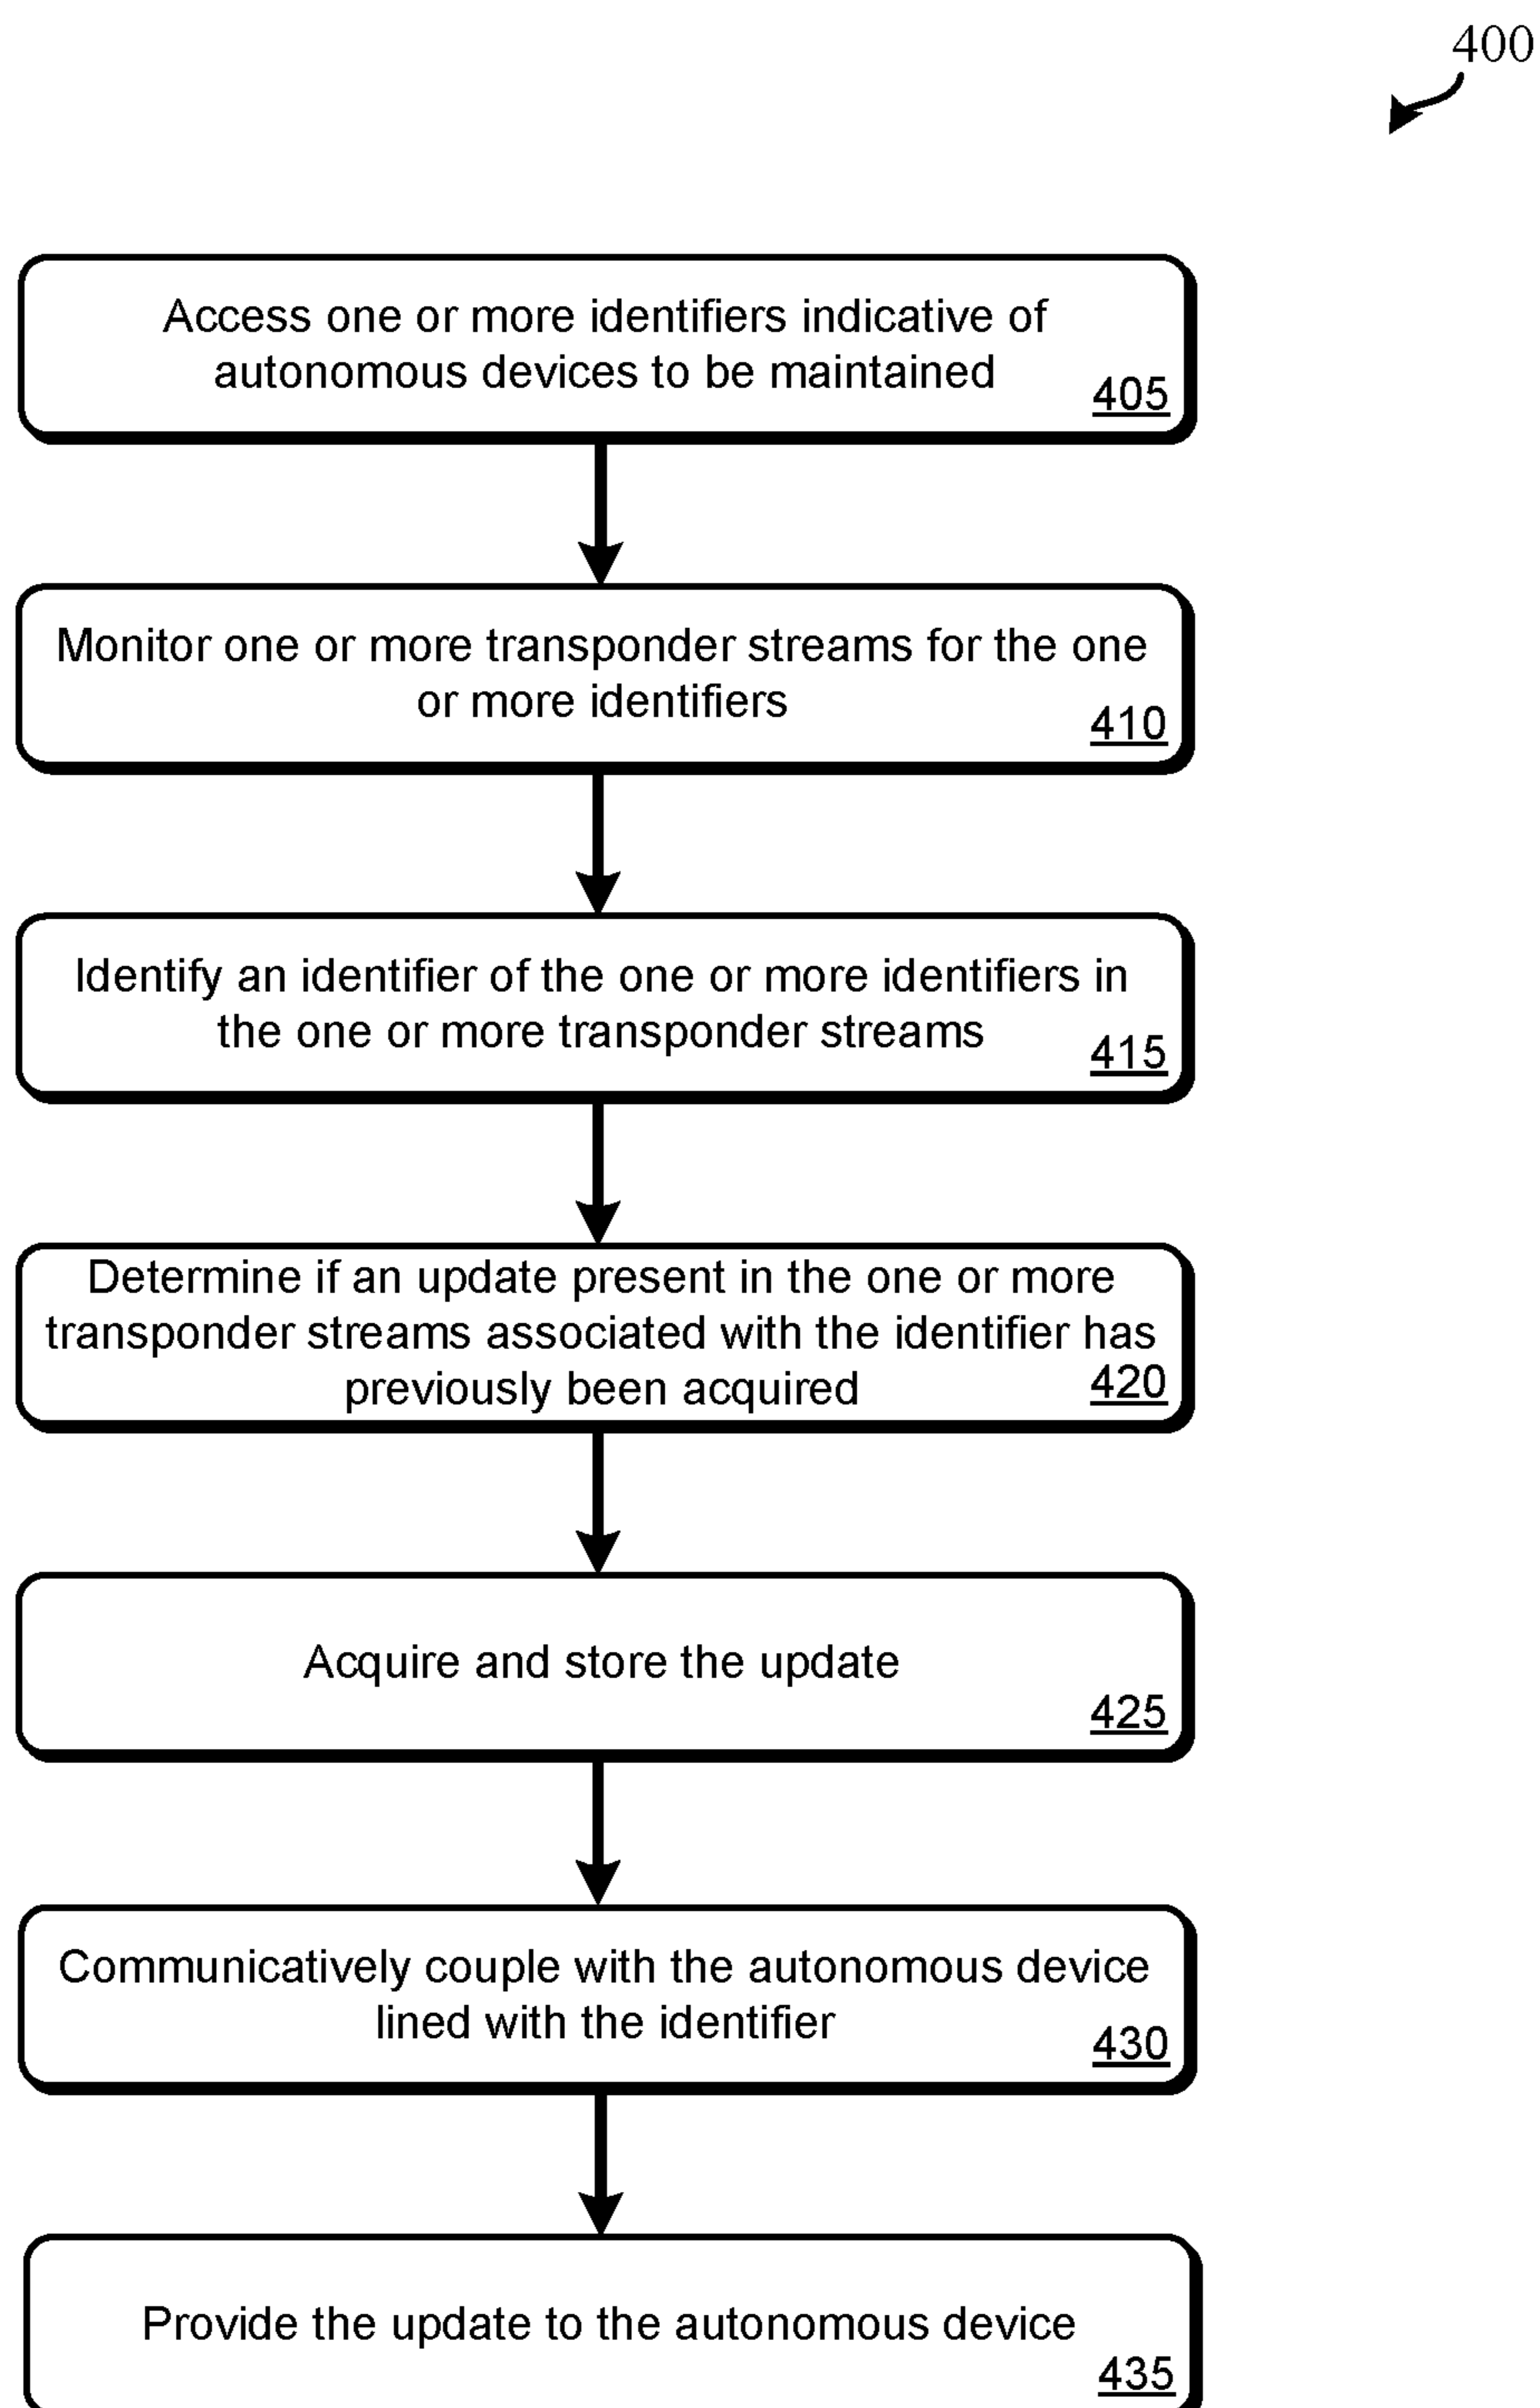 400
Access one or more identifiers indicative of
autonomous devices to be maintained
405
Monitor one or more transponder streams for the one
or more identifiers
410
Identify an identifier of the one or more identifiers in
the one or more transponder streams
415
Determine if an update present in the one or more
transponder streams associated with the identifier has
previously been acquired
420
Acquire and store the update
425
Communicatively couple with the autonomous device
lined with the identifier
430
Provide the update to the autonomous device
435